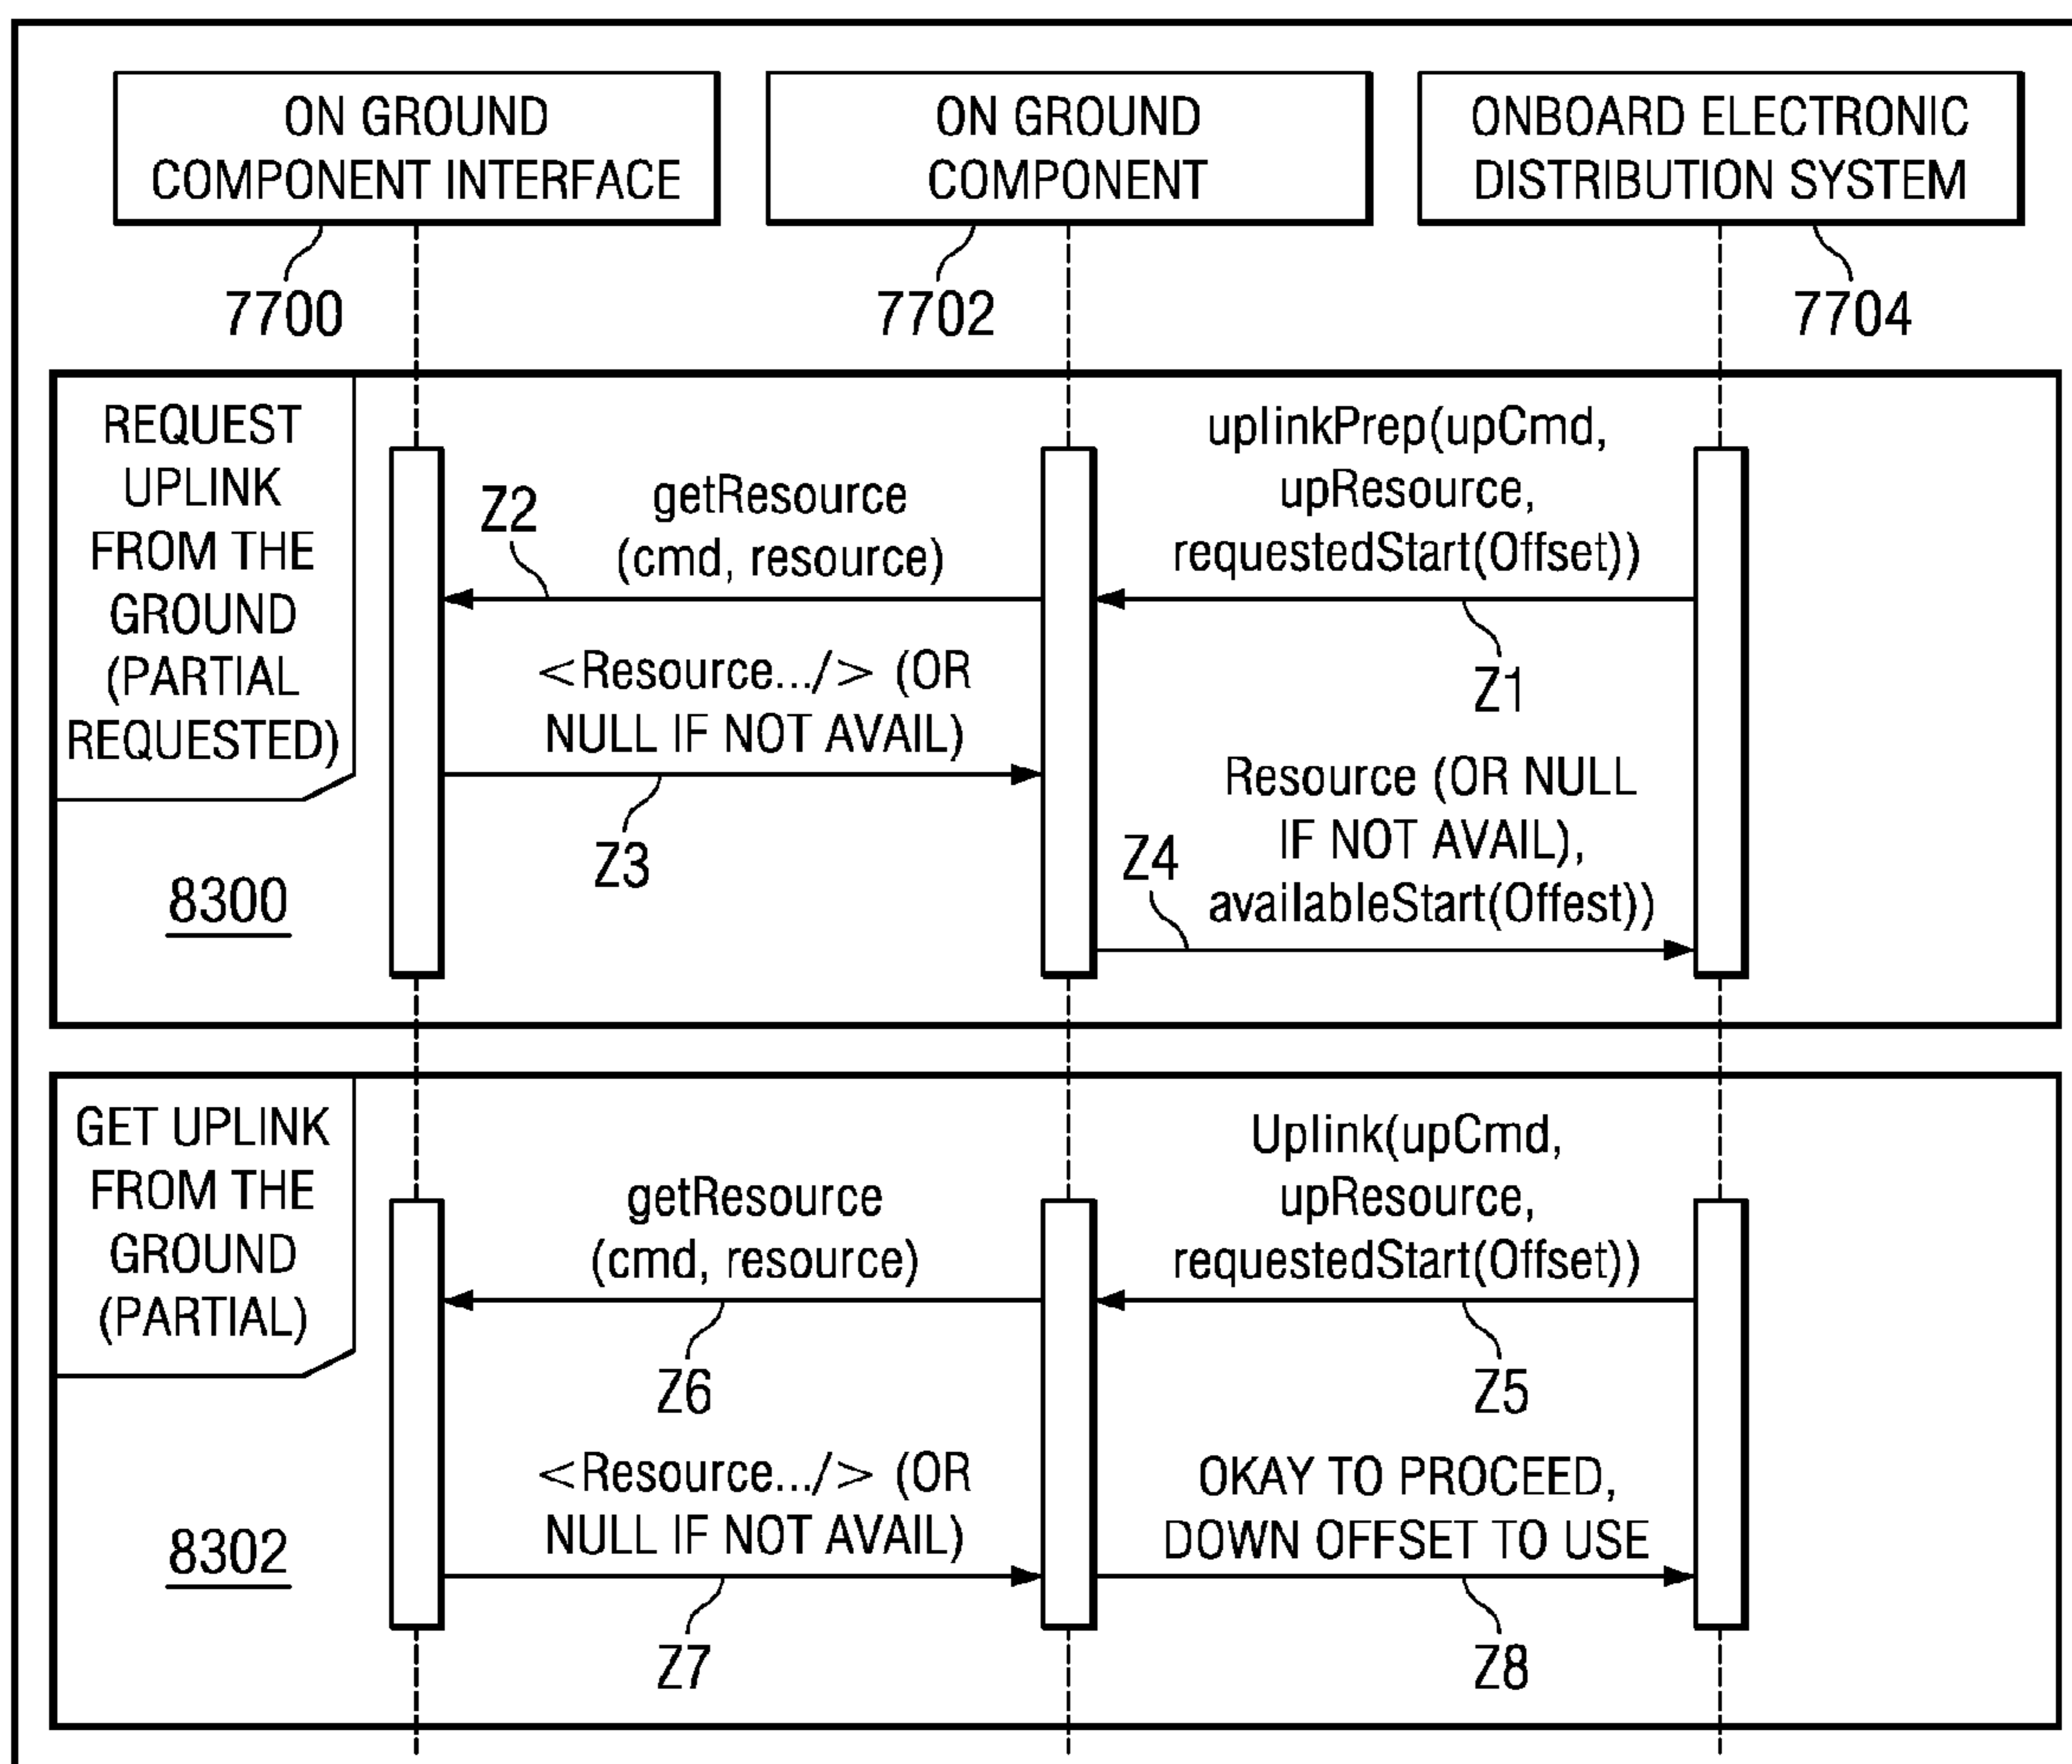 ON GROUND
COMPONENT INTERFACE
ON GROUND
COMPONENT
ONBOARD ELECTRONIC
DISTRIBUTION SYSTEM
7700
7702
7704
REQUEST
UPLINK
FROM THE
GROUND
(PARTIAL
REQUESTED)
8300
Z2
getResource
(cmd, resource)
uplinkPrep(upCmd,
upResource,
requestedStart(Offset))
Z1
<Resource.../> (OR
NULL IF NOT AVAIL)
Z3
Resource (OR NULL
IF NOT AVAIL),
availableStart(Offest))
Z4
GET UPLINK
FROM THE
GROUND
(PARTIAL)
8302
getResource
(cmd, resource)
Z6
Uplink(upCmd,
upResource,
requestedStart(Offset))
Z5
<Resource.../> (OR
NULL IF NOT AVAIL)
Z7
OKAY TO PROCEED,
DOWN OFFSET TO USE
Z8